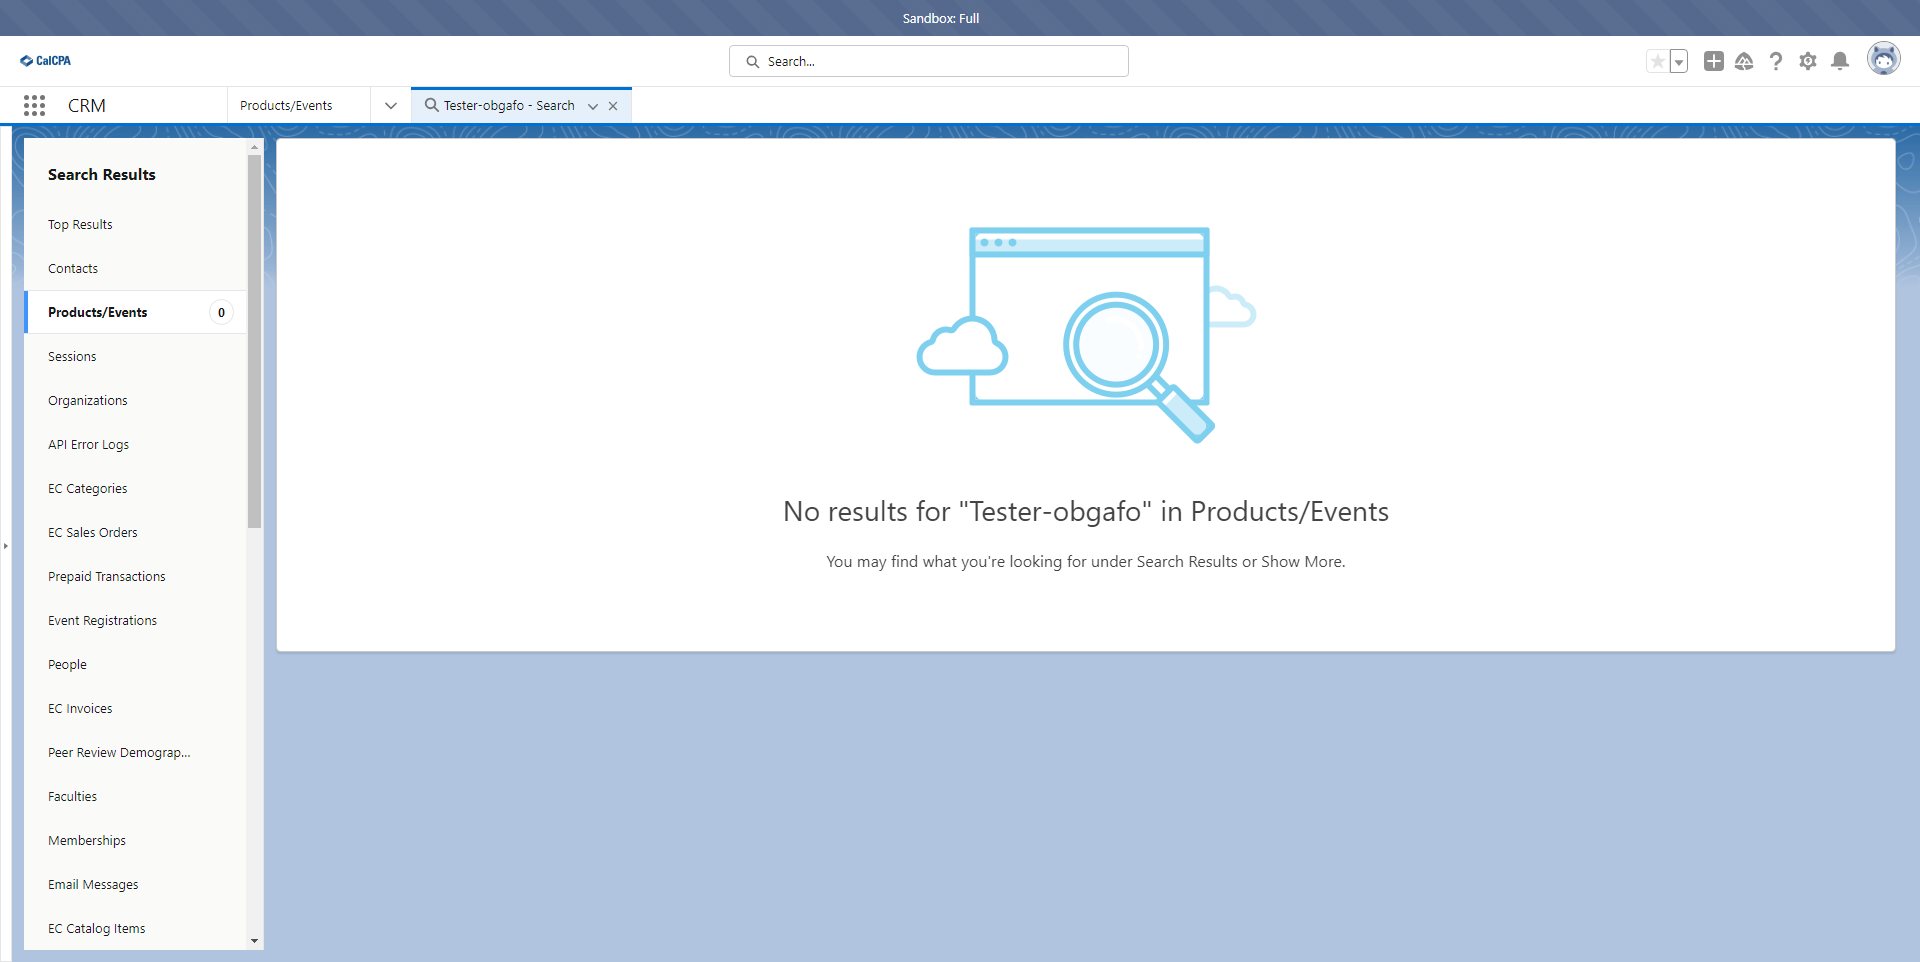 Sandbox: Full
CalCPA
Search...
CRM
Products/Events
Tester-obgafo - Search
Search Results
Top Results
Contacts
Products/Events
0
Sessions
Organizations
API Error Logs
EC Categories
EC Sales Orders
Prepaid Transactions
Event Registrations
People
EC Invoices
Peer Review Demograp...
Faculties
Memberships
Email Messages
EC Catalog Items
No results for "Tester-obgafo" in Products/Events
You may find what you're looking for under Search Results or Show More.